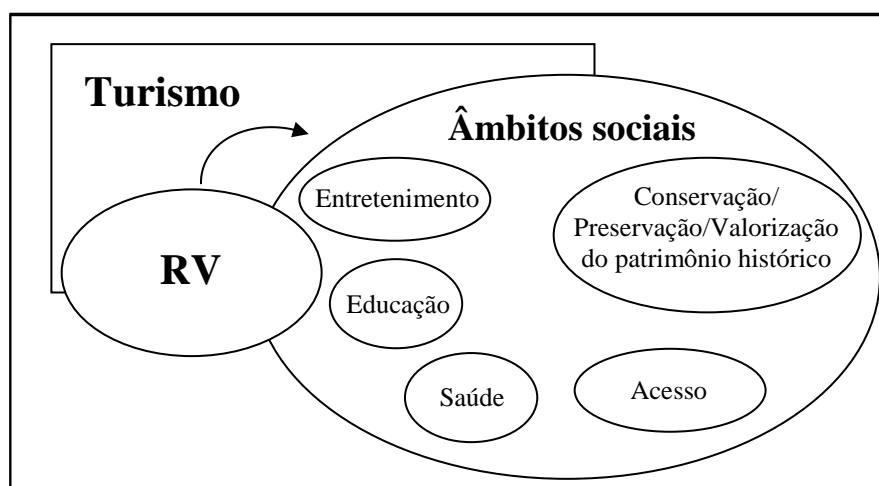 Turismo
Âmbitos sociais
Entretenimento
Conservação/
Preservação/Valorização
do patrimônio histórico
RV
Educação
Saúde
Acesso